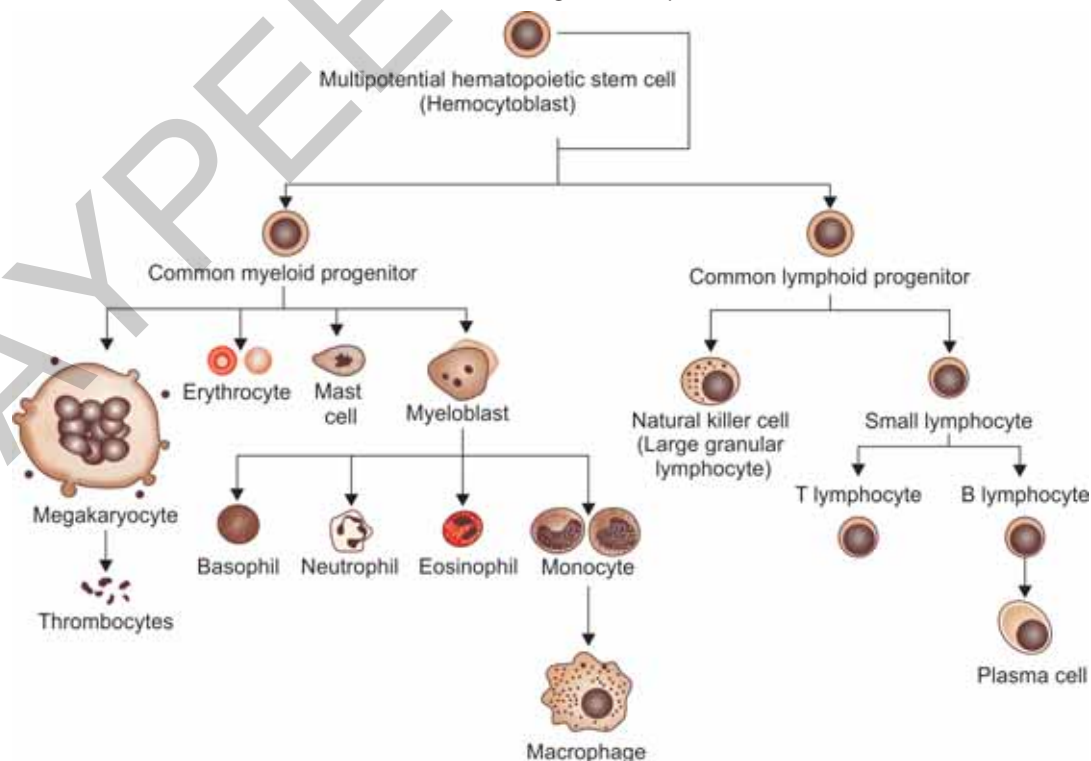 Multipotential hematopoietic stem cell
(Hemocytoblast)
Common myeloid progenitor
Common lymphoid progenitor
Erythrocyte
Mast
cell
Myeloblast
Natural killer cell
(Large granular
lymphocyte)
Small lymphocyte
T lymphocyte
B lymphocyte
Megakaryocyte
Basophil
Neutrophil
Eosinophil
Monocyte
Thrombocytes
Plasma cell
Macrophage
AYPEE